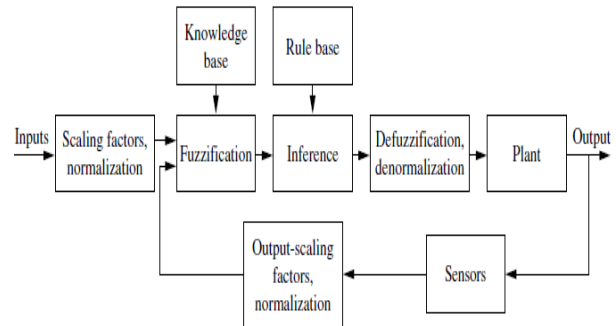 Knowledge
base
Rule base
Inputs
Scaling factors,
normalization
Fuzzification
Inference
Defuzzification,
denormalization
Plant
Output
Output-scaling
factors,
normalization
Sensors